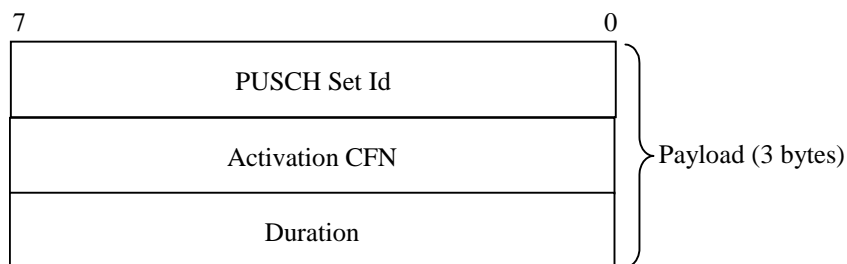 7 0
PUSCH Set Id
Activation CFN
Payload (3 bytes)
Duration